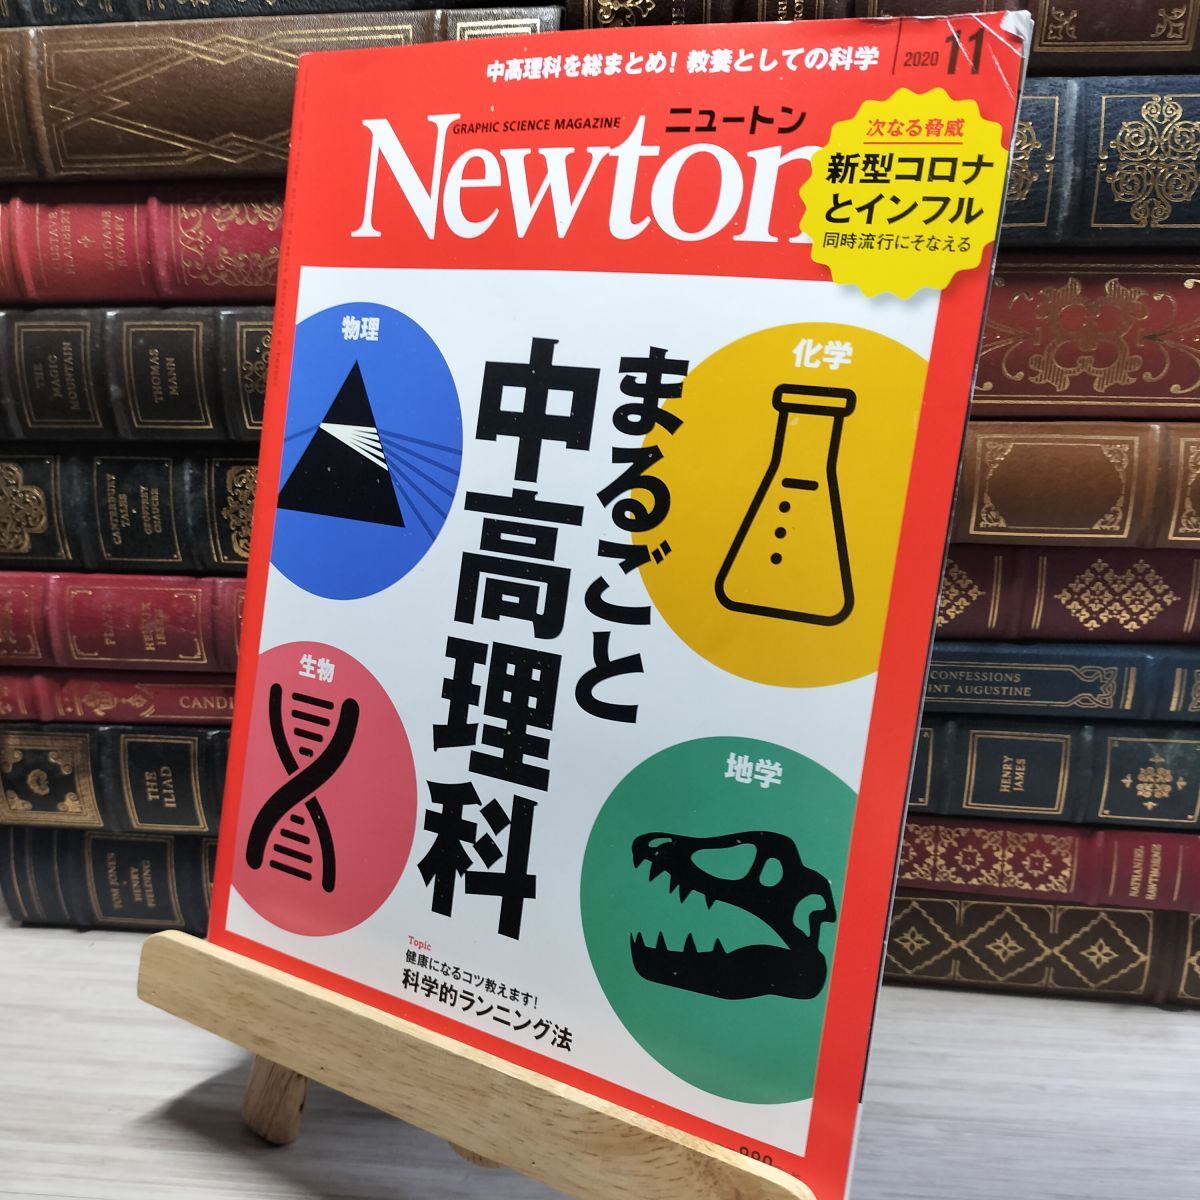 中高理科を総まとめ! 教養としての科学
2020 11
GRAPHIC SCIENCE MAGAZINE
ニュートン
Newton
次なる脅威
新型コロナ
とインフル
同時流行にそなえる
物理
化学
まるごと
中高理科
生物
地学
Topic
健康になるコツ教えます!
科学的ランニング法
GUSTAVE
FLAUBERT
MADAME
BOVARY
THE
MAGIC
MOUNTAIN
THOMAS
MANN
CANTERBURY
TALES
GEOFFREY
CHAUCER
PLAYS
HENRIK
IBSEN
CANDI
THE
ILIAD
TOM JONES
HENRY
FIELDING
CONFESSIONS
INT AUGUSTINE
HENRY
JAMES
NATHANIEL
HAWTHORNE